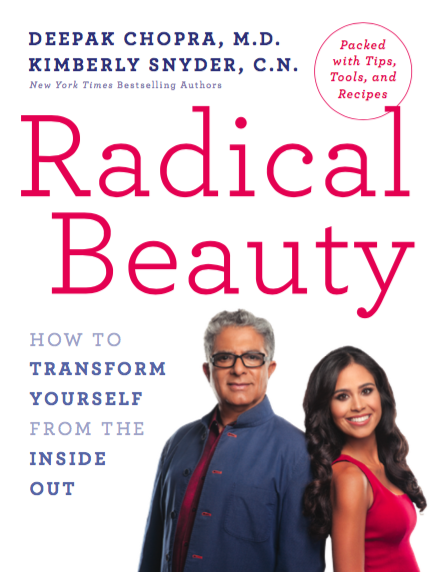 DEEPAK CHOPRA, M.D.
KIMBERLY SNYDER, C.N.
New York Times Bestselling Authors
Packed
with Tips,
Tools, and
Recipes
Radical
Beauty
HOW TO
TRANSFORM
YOURSELF
FROM THE
INSIDE
OUT